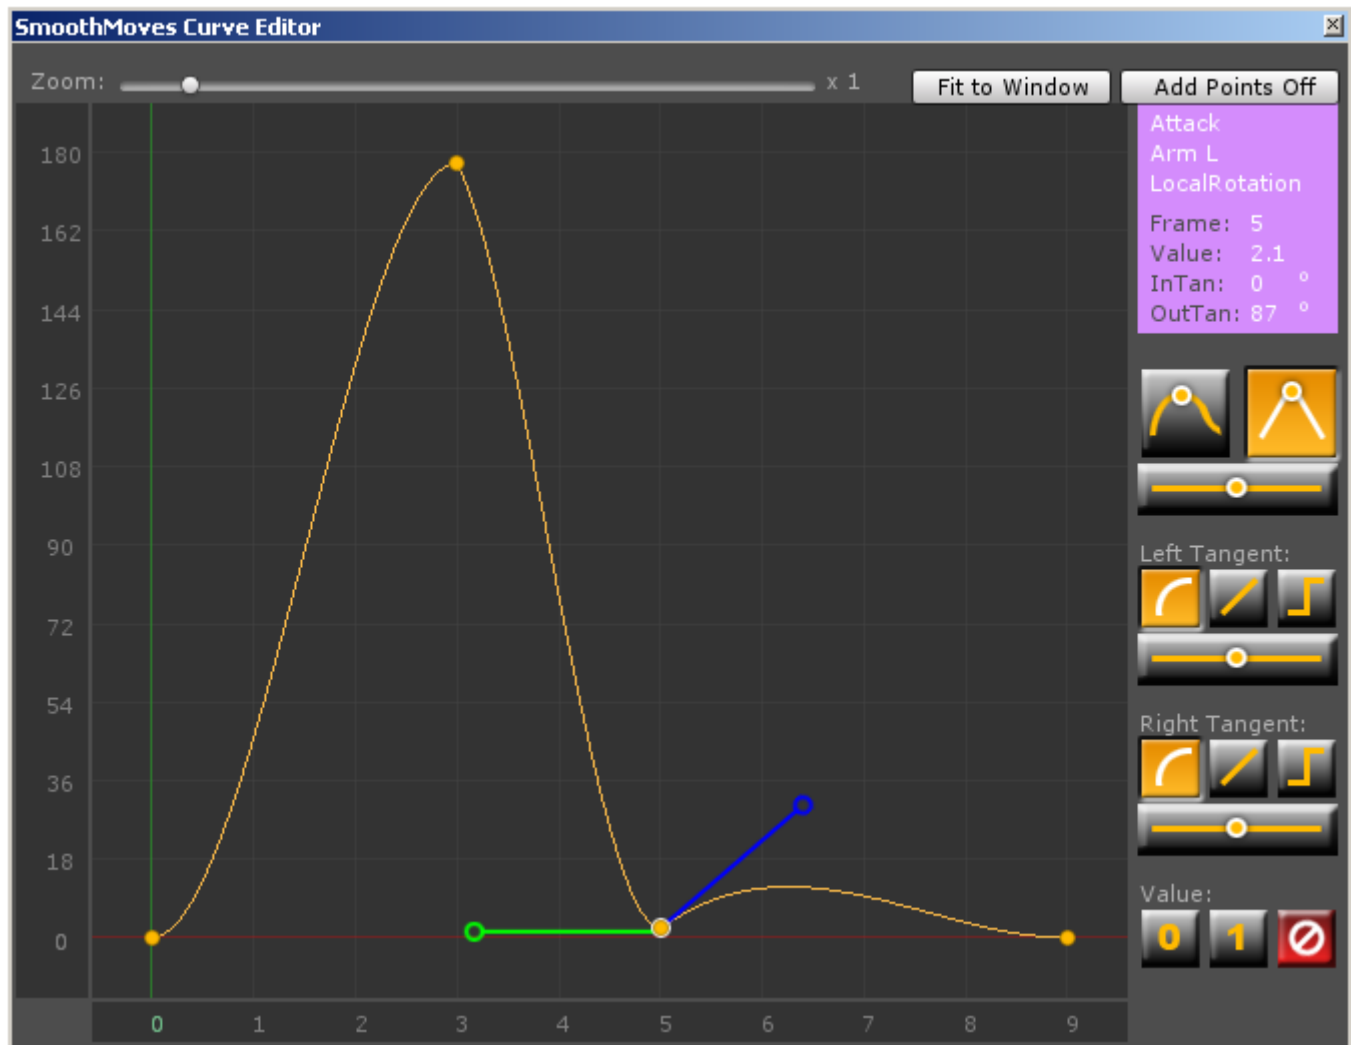 SmoothMoves Curve Editor
Zoom: x 1 Fit to Window Add Points Off
Attack
Arm L
LocalRotation
Frame: 5
Value: 2.1
InTan: 0 °
OutTan: 87 °
180
162
144
126
108
90
72
54
36
18
0
Left Tangent:
Right Tangent:
Value:
0 1
0 1 2 3 4 5 6 7 8 9